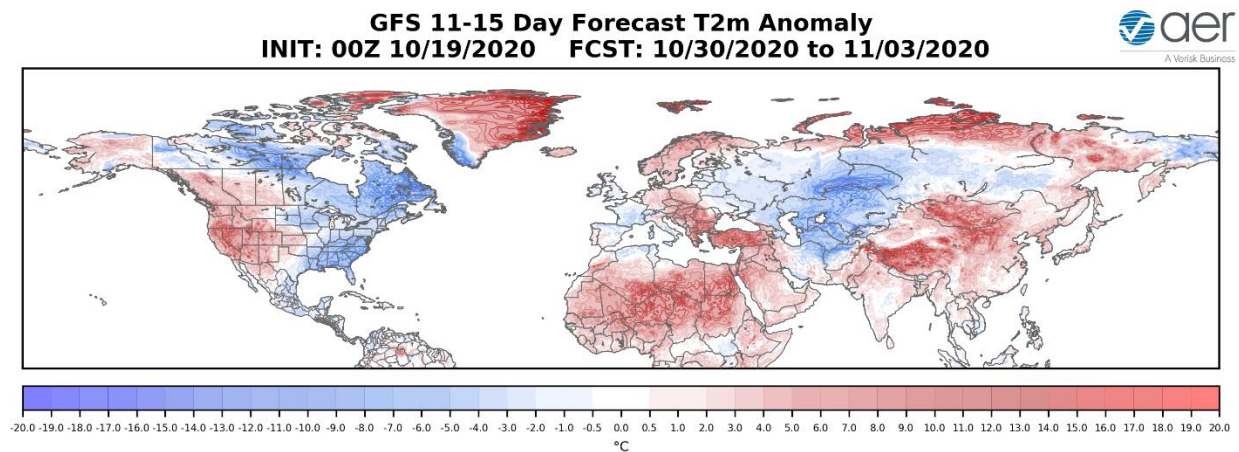 GFS 11-15 Day Forecast T2m Anomaly
INIT: 00Z 10/19/2020 FCST: 10/30/2020 to 11/03/2020
aer
A Verisk Business
-20.0 -19.0 -18.0 -17.0 -16.0 -15.0 -14.0 -13.0 -12.0 -11.0 -10.0 -9.0 -8.0 -7.0 -6.0 -5.0 -4.0 -3.0 -2.0 -1.0 -0.5 0.0 0.5 1.0 2.0 3.0 4.0 5.0 6.0 7.0 8.0 9.0 10.0 11.0 12.0 13.0 14.0 15.0 16.0 17.0 18.0 19.0 20.0
°C